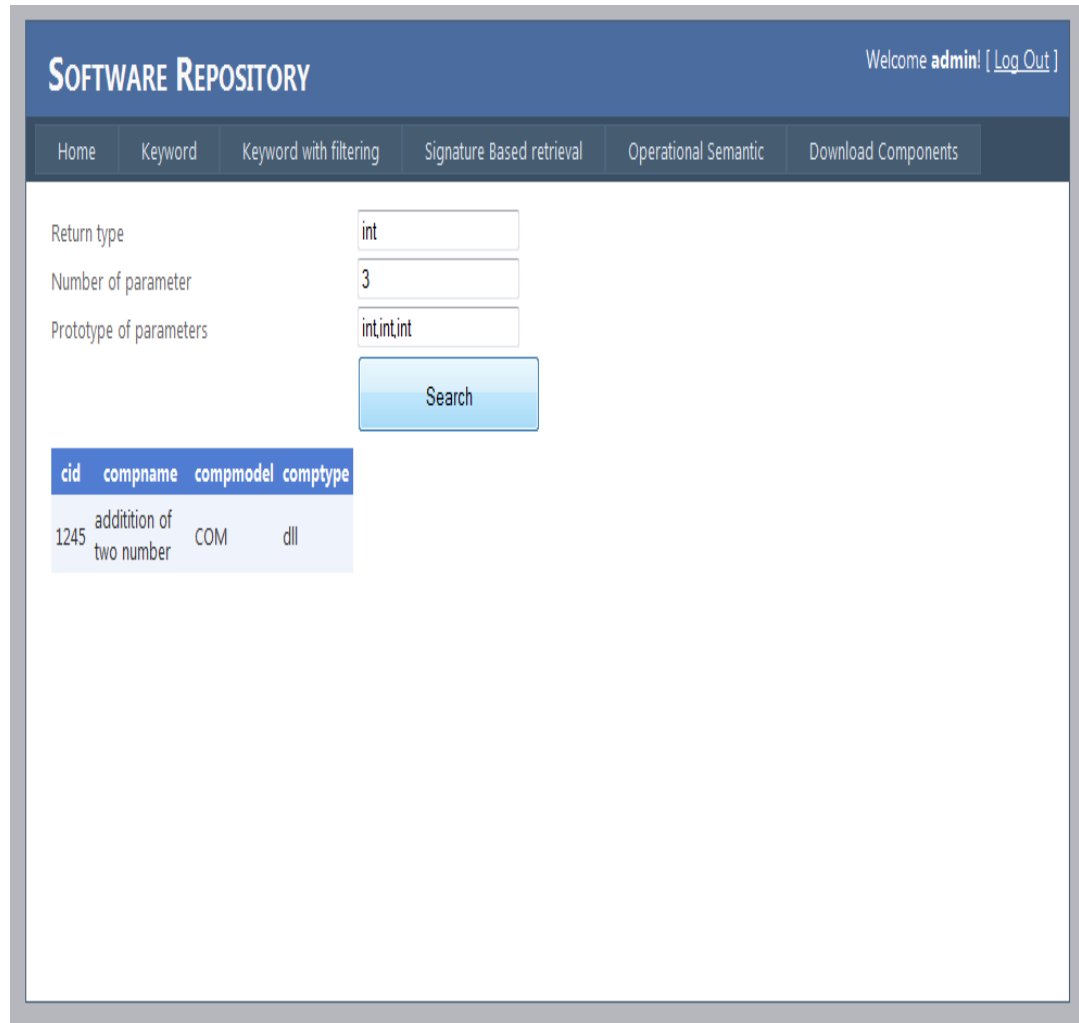 SOFTWARE REPOSITORY
Welcome admin! [ Log Out ]
Home Keyword Keyword with filtering Signature Based retrieval Operational Semantic Download Components
Return type int
Number of parameter 3
Prototype of parameters int,int,int
Search
cid compname compmodel comptype
1245 additition of two number COM dll